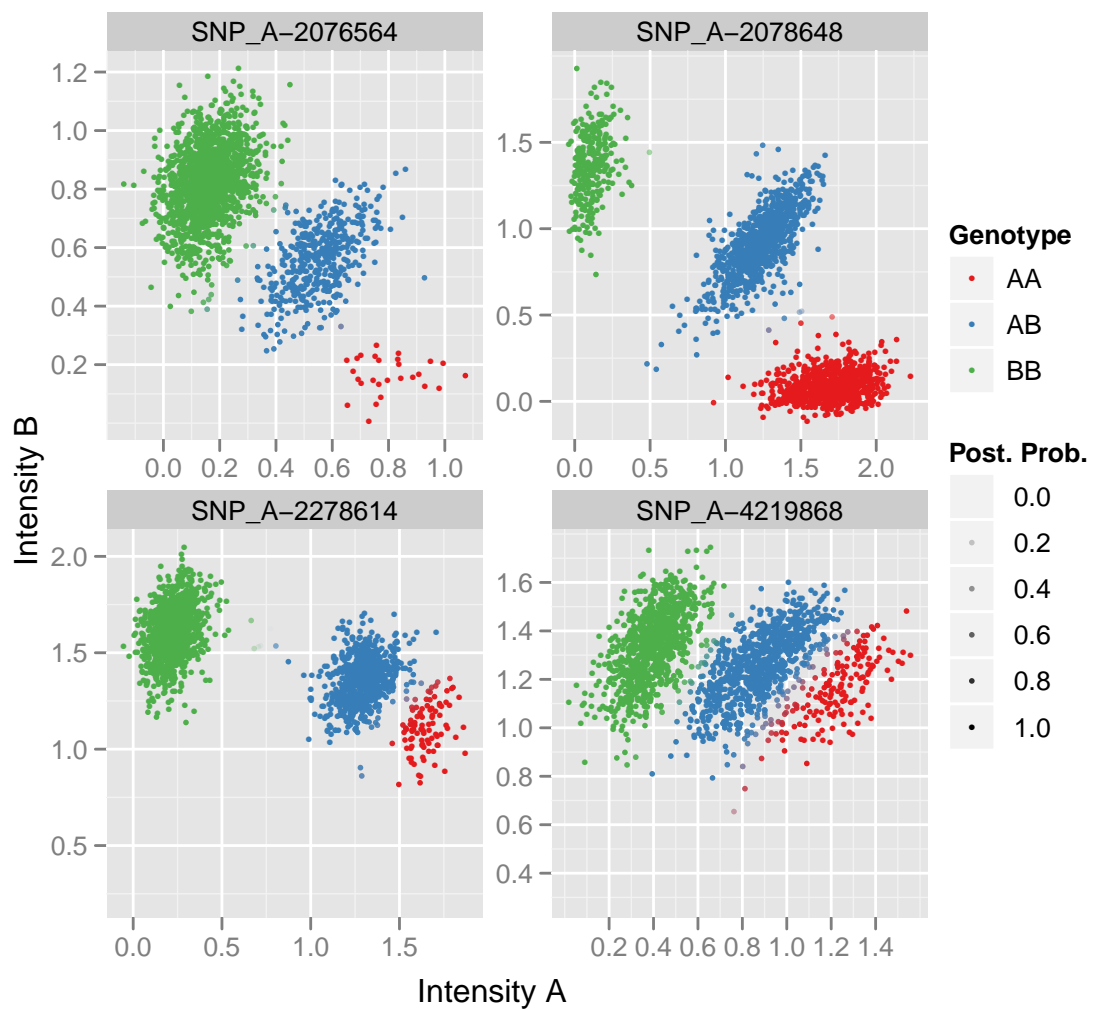 SNP_A−2076564
SNP_A−2078648
1.2
1.0
0.8
0.6
0.4
0.2
1.5
1.0
0.5
0.0
0.0 0.2 0.4 0.6 0.8 1.0
0.0 0.5 1.0 1.5 2.0
SNP_A−2278614
SNP_A−4219868
2.0
1.5
1.0
0.5
1.6
1.4
1.2
1.0
0.8
0.6
0.4
0.0 0.5 1.0 1.5
0.2 0.4 0.6 0.8 1.0 1.2 1.4
Intensity B
Intensity A
Genotype
AA
AB
BB
Post. Prob.
0.0
0.2
0.4
0.6
0.8
1.0